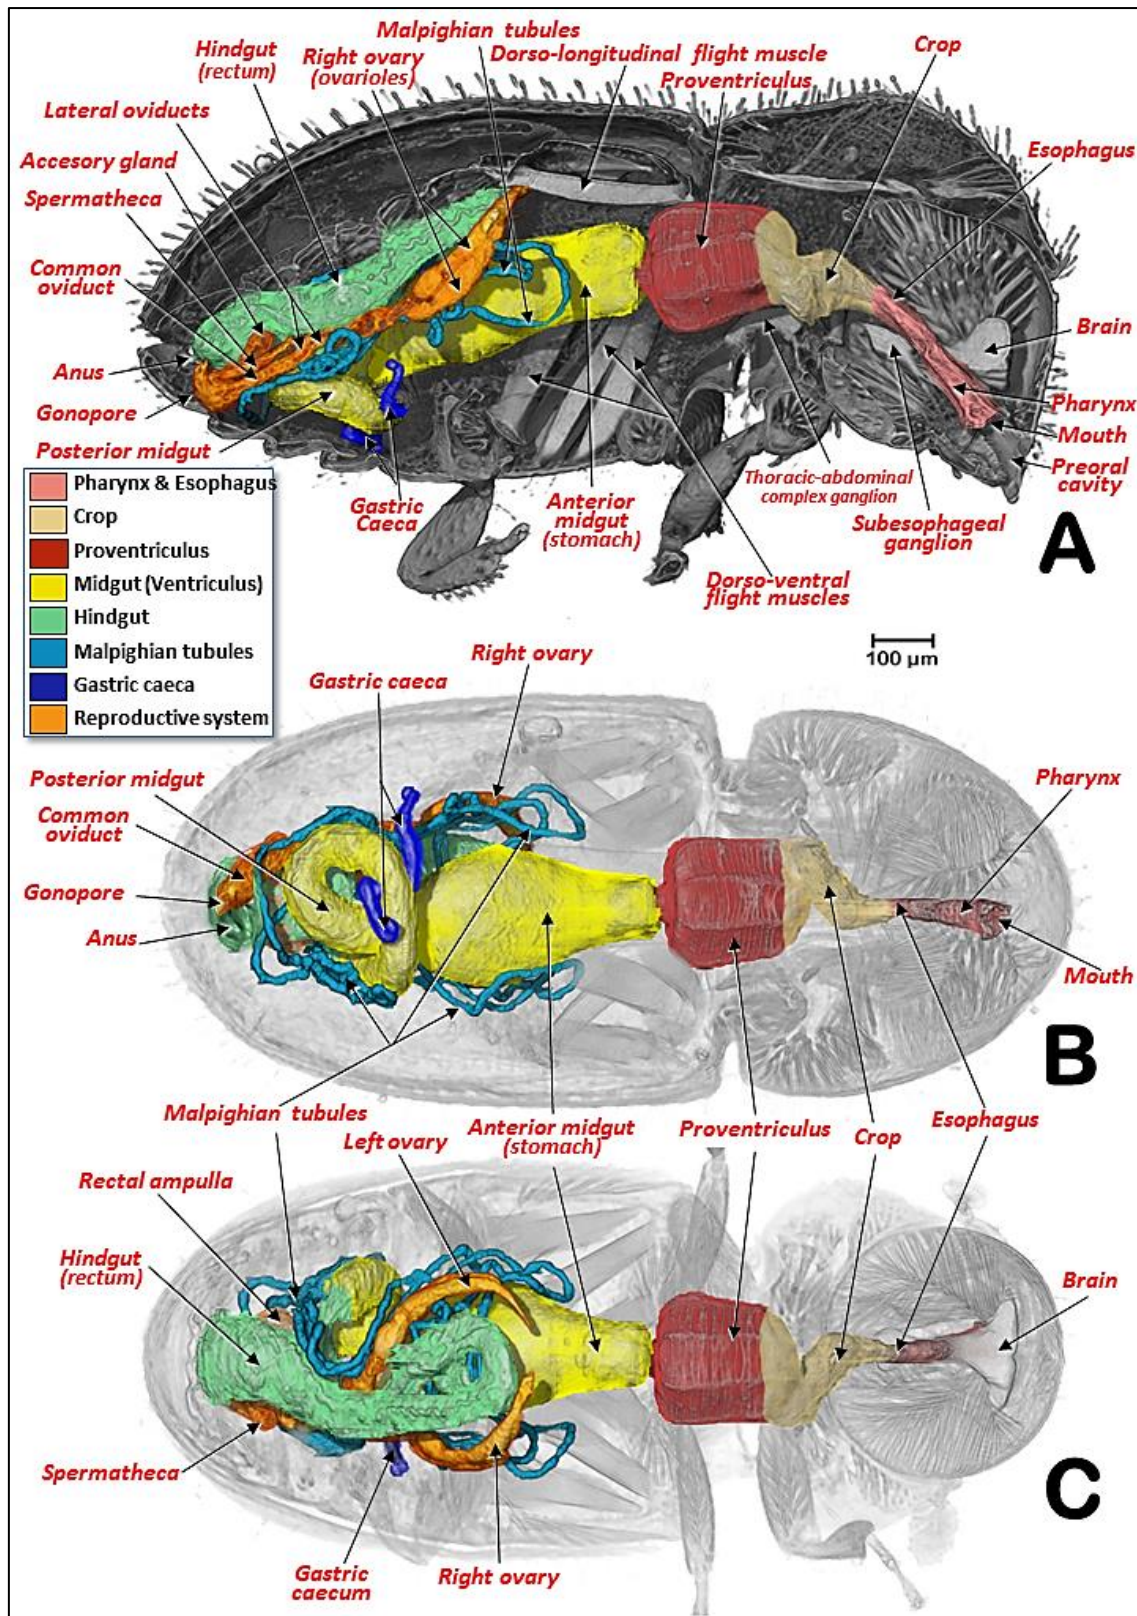 Malpighian tubules
Hindgut
(rectum)
Right ovary
(ovarioles)
Dorso-longitudinal flight muscle
Proventriculus
Crop
Lateral oviducts
Accesory gland
Spermatheca
Esophagus
Common
oviduct
Brain
Anus
Gonopore
Posterior midgut
Pharynx
Mouth
Preoral
cavity
Gastric
Caeca
Anterior
midgut
(stomach)
Thoracic-abdominal
complex ganglion
Subesophageal
ganglion
Dorso-ventral
flight muscles
A
Pharynx & Esophagus
Crop
Proventriculus
Midgut (Ventriculus)
Hindgut
Malpighian tubules
Gastric caeca
Reproductive system
100 µm
Right ovary
Gastric caeca
Posterior midgut
Common
oviduct
Gonopore
Anus
Pharynx
Mouth
B
Malpighian tubules
Left ovary
Anterior midgut
(stomach)
Proventriculus
Crop
Esophagus
Rectal ampulla
Hindgut
(rectum)
Brain
Spermatheca
Gastric
caecum
Right ovary
C